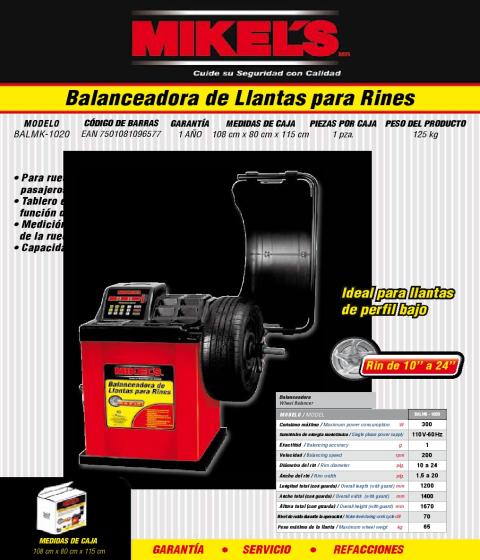 MIKEL'S
Cuide su Seguridad con Calidad
Balanceadora de Llantas para Rines
MODELO CÓDIGO DE BARRAS GARANTÍA MEDIDAS DE CAJA PIEZAS POR CAJA PESO DEL PRODUCTO
BALMK-1020 EAN 7501081096577 1 AÑO 108 cm x 80 cm x 115 cm 1 pza. 125 kg
• Para rue
pasajero
• Tablero
función
• Medición
de la rue
• Capacida
Ideal para llantas
de perfil bajo
Rin de 10" a 24"
MIKEL'S
Balanceadora de
Llantas para Rines
Balanceadora
Wheel Balancer
MODELO / MODEL BALMK - 1020
Consumo máximo / Maximum power consumption W 300
Suministro de energía monofásica / Single phase power supply 110V-60Hz
Exactitud / Balancing accuracy g 1
Velocidad / Balancing speed rpm 200
Diámetro del rin / Rim diameter plg. 10 a 24
Ancho del rin / Rim width plg. 1,5 a 20
Longitud total (con guarda) / Overall length (with guard) mm 1200
Ancho total (con guarda) / Overall width (with guard) mm 1400
Altura total (con guarda) / Overall height (with guard) mm 1670
70
Peso máximo de la llanta / Maximum wheel weigt kg 65
MEDIDAS DE CAJA
108 cm x 80 cm x 115 cm
GARANTÍA • SERVICIO • REFACCIONES